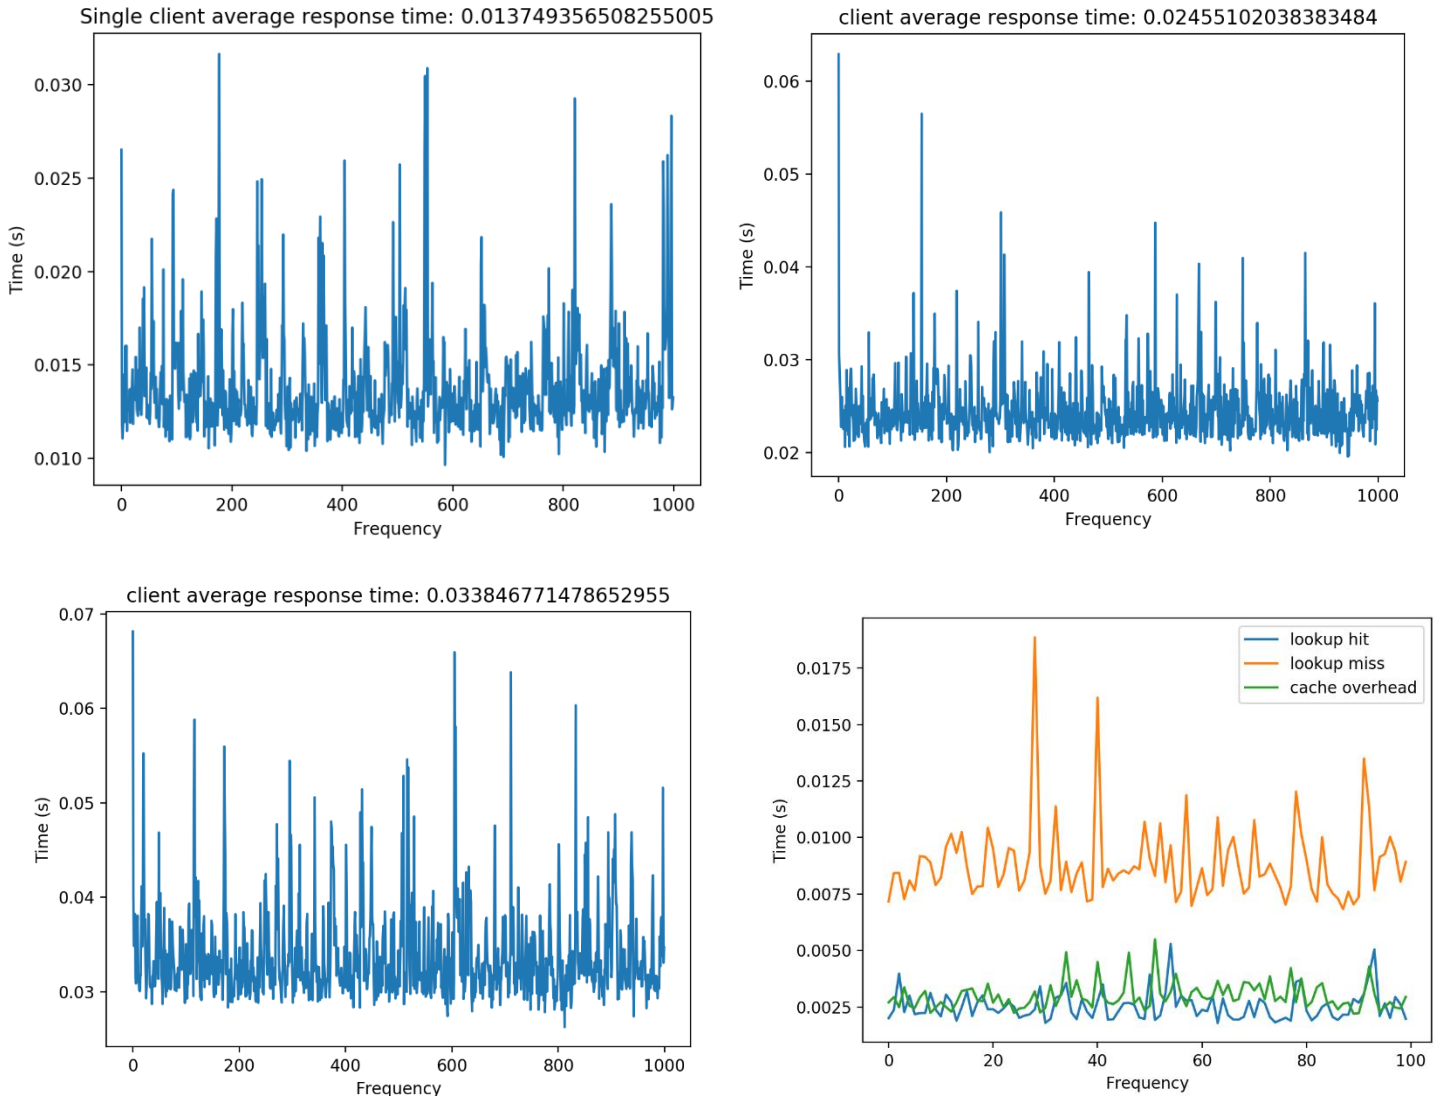 Single client average response time: 0.013749356508255005
0.030
0.025
0.020
0.015
0.010
Time (s)
0 200 400 600 800 1000
Frequency
client average response time: 0.02455102038383484
0.06
0.05
0.04
0.03
0.02
Time (s)
0 200 400 600 800 1000
Frequency
client average response time: 0.033846771478652955
0.07
0.06
0.05
0.04
0.03
Time (s)
0 200 400 600 800 1000
Frequency
lookup hit
lookup miss
cache overhead
0.0175
0.0150
0.0125
0.0100
0.0075
0.0050
0.0025
Time (s)
0 20 40 60 80 100
Frequency